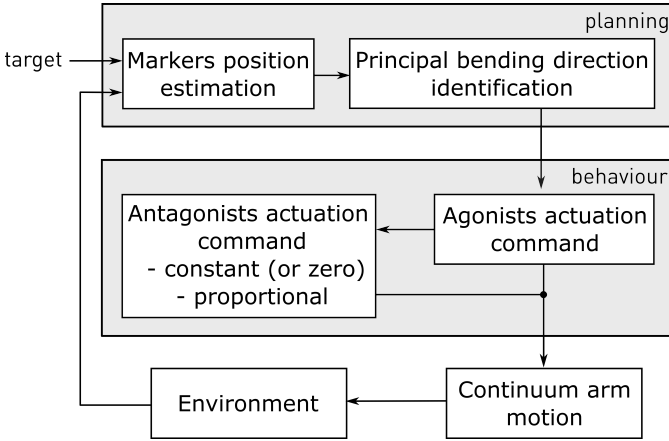 planning
target
Markers position
estimation
Principal bending direction
identification
behaviour
Antagonists actuation
command
- constant (or zero)
- proportional
Agonists actuation
command
Environment
Continuum arm
motion